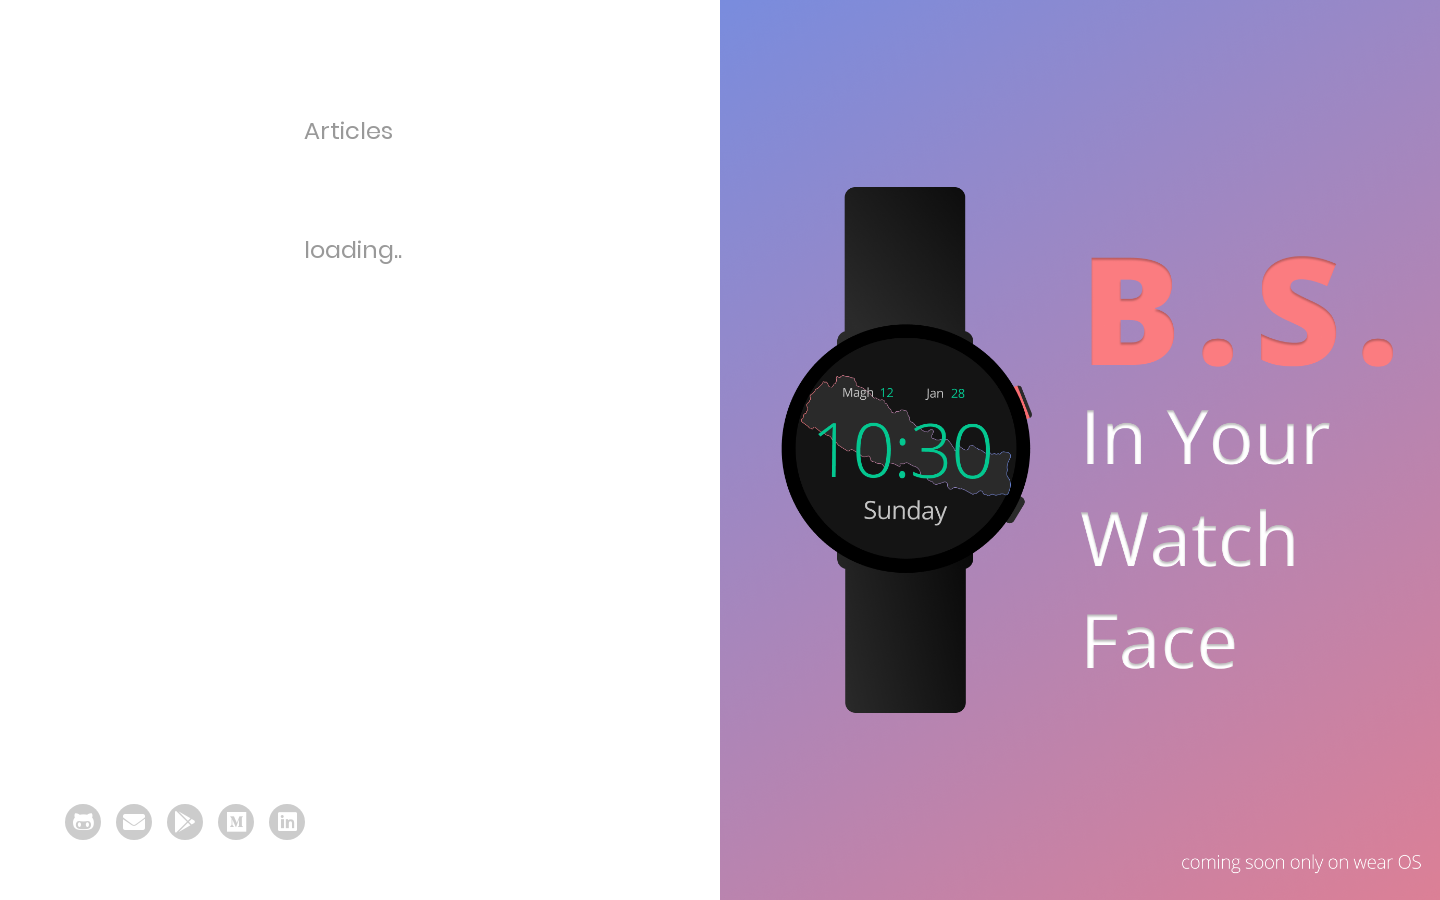 Articles
loading..
Magh 12 Jan 28
10:30
Sunday
B.S.
In Your
Watch
Face
coming soon only on wear OS